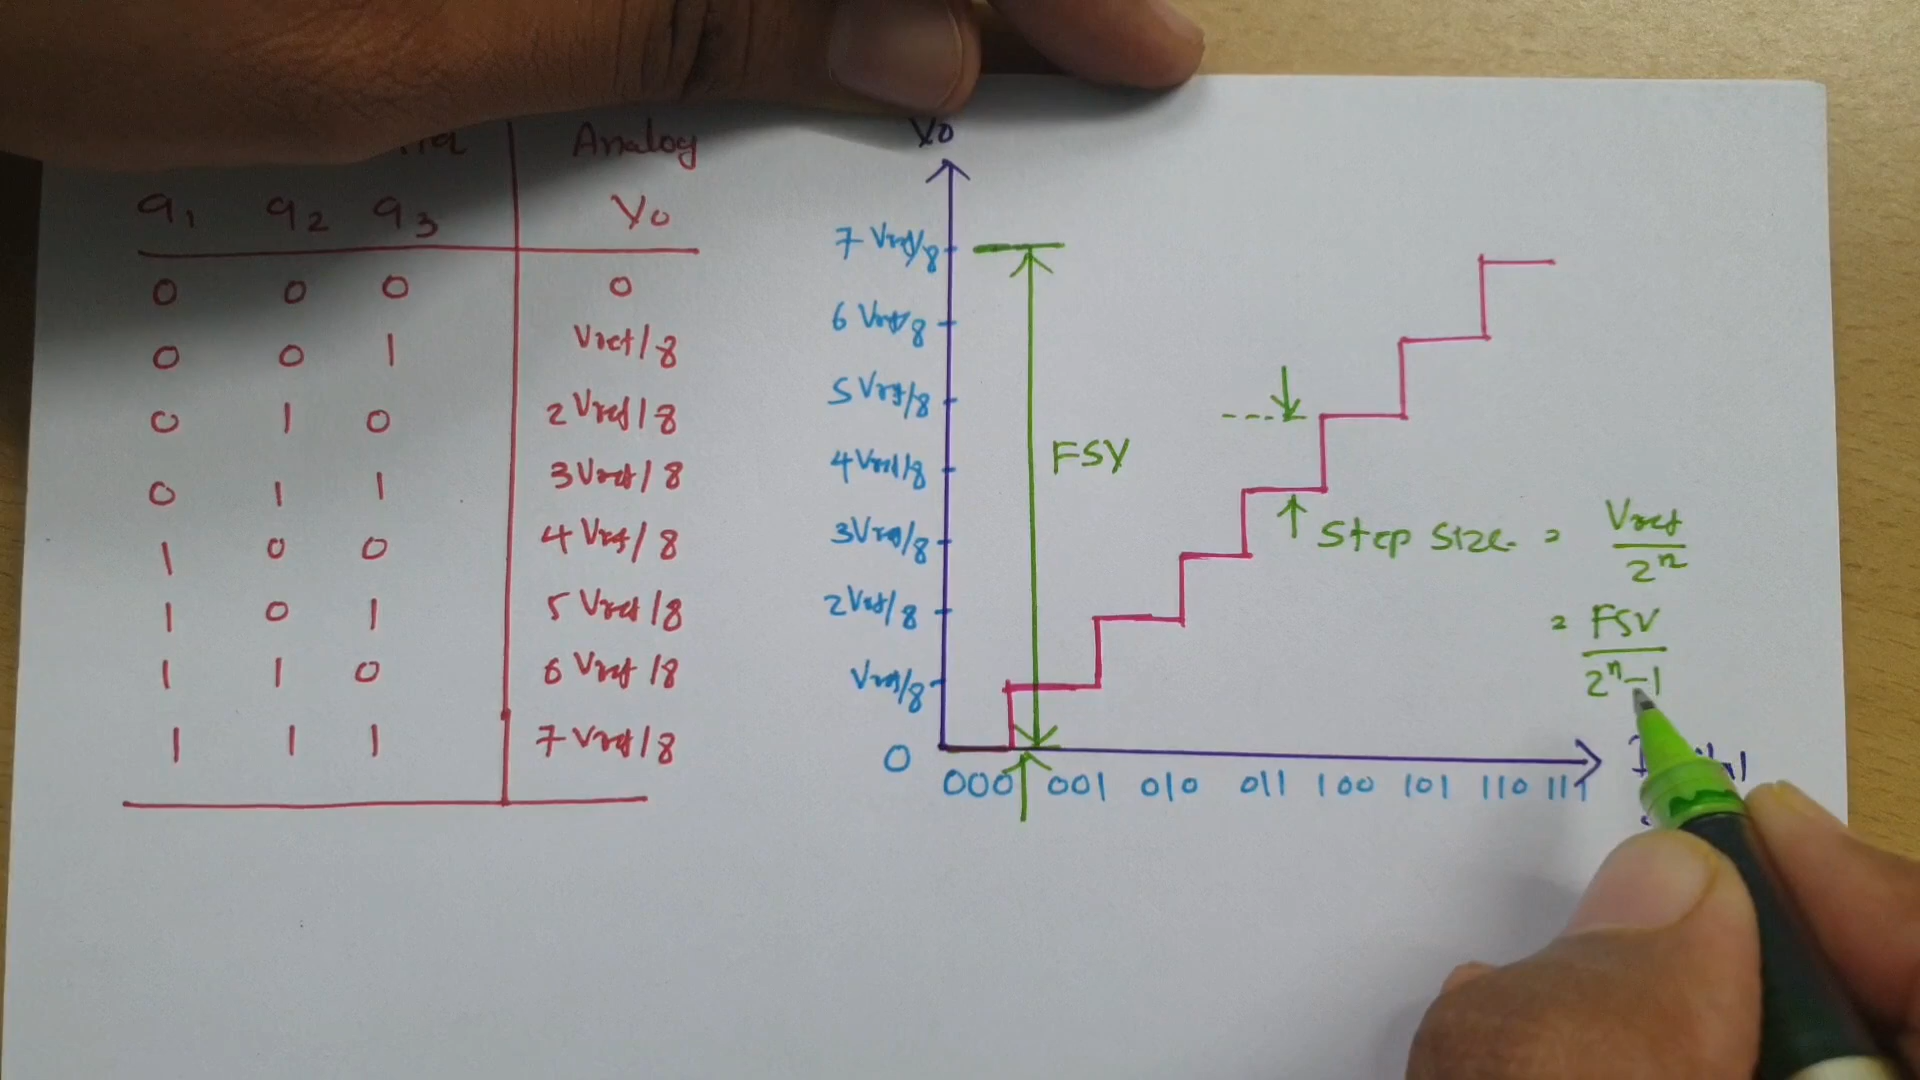 Analog
a1 a2 a3 V0
0 0 0 0
0 0 1 Vref/8
0 1 0 2Vref/8
0 1 1 3Vref/8
1 0 0 4Vref/8
1 0 1 5Vref/8
1 1 0 6Vref/8
1 1 1 7Vref/8
V0
7Vref/8
6Vref/8
5Vref/8
4Vref/8
3Vref/8
2Vref/8
Vref/8
0
000 001 010 011 100 101 110 111
FSV
Step size = Vref
2^n
= FSV
2^n-1